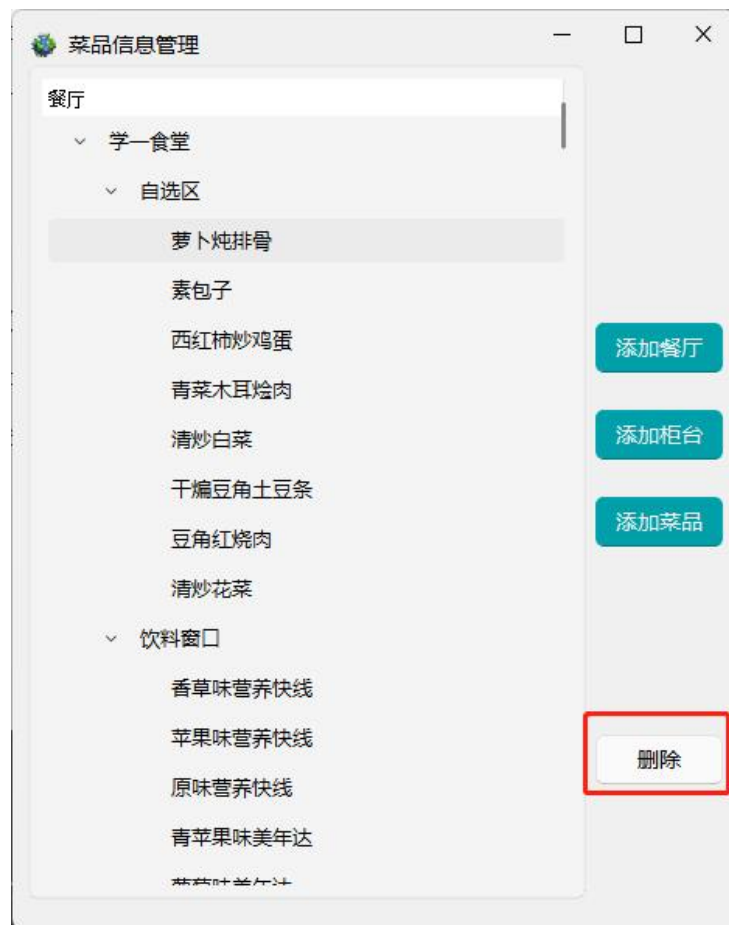 菜品信息管理
餐厅
学一食堂
自选区
萝卜炖排骨
素包子
西红柿炒鸡蛋
添加餐厅
青菜木耳烩肉
清炒白菜
添加柜台
干煸豆角土豆条
添加菜品
豆角红烧肉
清炒花菜
饮料窗口
香草味营养快线
苹果味营养快线
删除
原味营养快线
青苹果味美年达